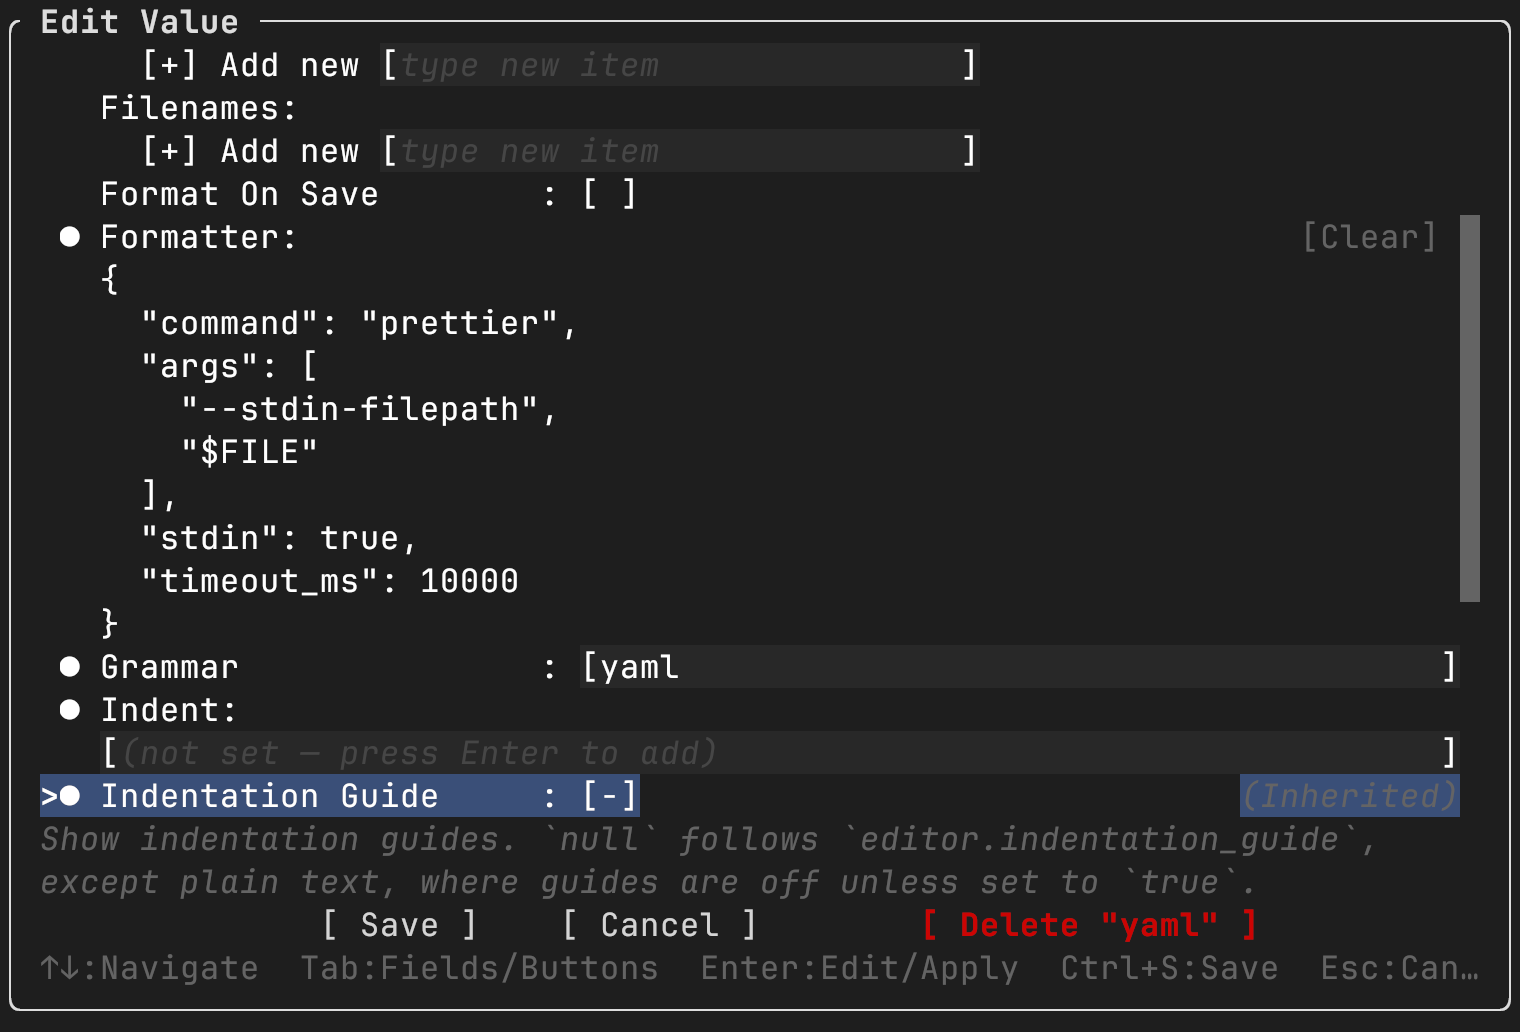 Edit Value
[+] Add new [type new item ]
Filenames:
[+] Add new [type new item ]
Format On Save : [ ]
● Formatter: [Clear]
{
"command": "prettier",
"args": [
"--stdin-filepath",
"$FILE"
],
"stdin": true,
"timeout_ms": 10000
}
● Grammar : [yaml ]
● Indent:
[(not set — press Enter to add) ]
>● Indentation Guide : [-] (Inherited)
Show indentation guides. `null` follows `editor.indentation_guide`,
except plain text, where guides are off unless set to `true`.
[ Save ] [ Cancel ] [ Delete "yaml" ]
↑↓:Navigate Tab:Fields/Buttons Enter:Edit/Apply Ctrl+S:Save Esc:Can…